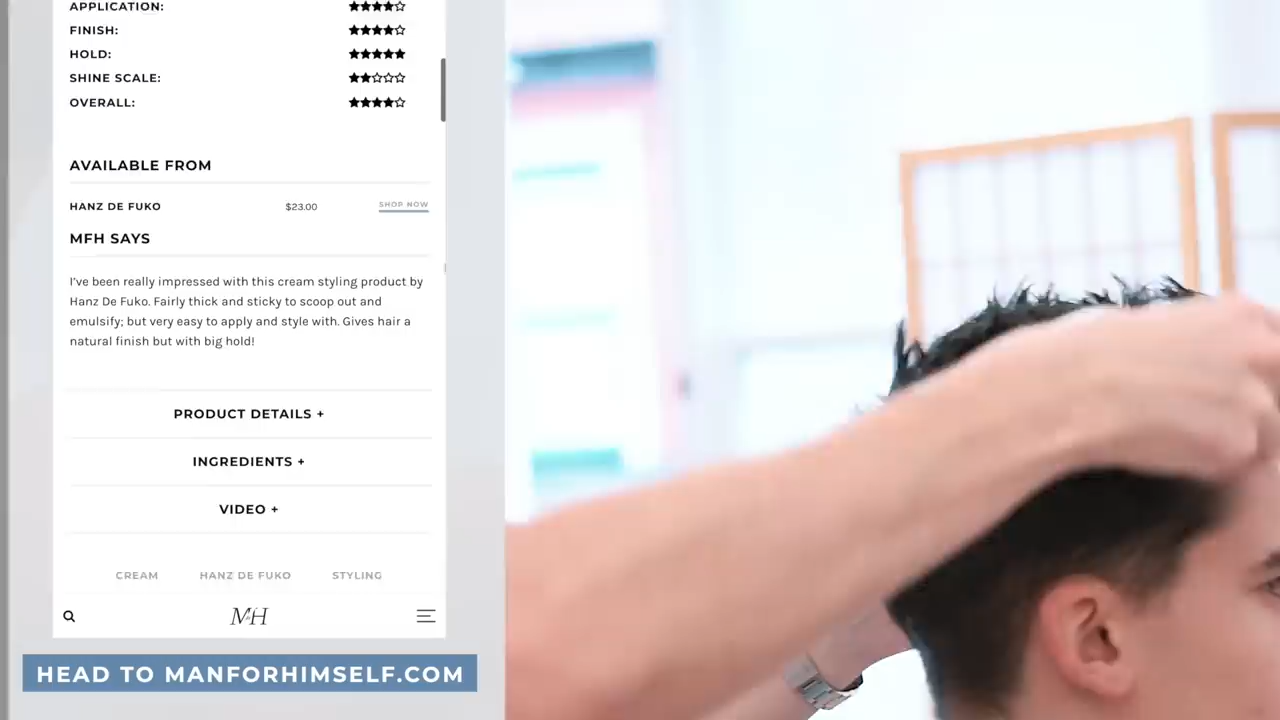 APPLICATION: ★★★★☆
FINISH: ★★★★☆
HOLD: ★★★★★
SHINE SCALE: ★★☆☆☆
OVERALL: ★★★★☆
AVAILABLE FROM
HANZ DE FUKO $23.00 SHOP NOW
MFH SAYS
I've been really impressed with this cream styling product by
Hanz De Fuko. Fairly thick and sticky to scoop out and
emulsify; but very easy to apply and style with. Gives hair a
natural finish but with big hold!
PRODUCT DETAILS +
INGREDIENTS +
VIDEO +
CREAM HANZ DE FUKO STYLING
MfH
HEAD TO MANFORHIMSELF.COM